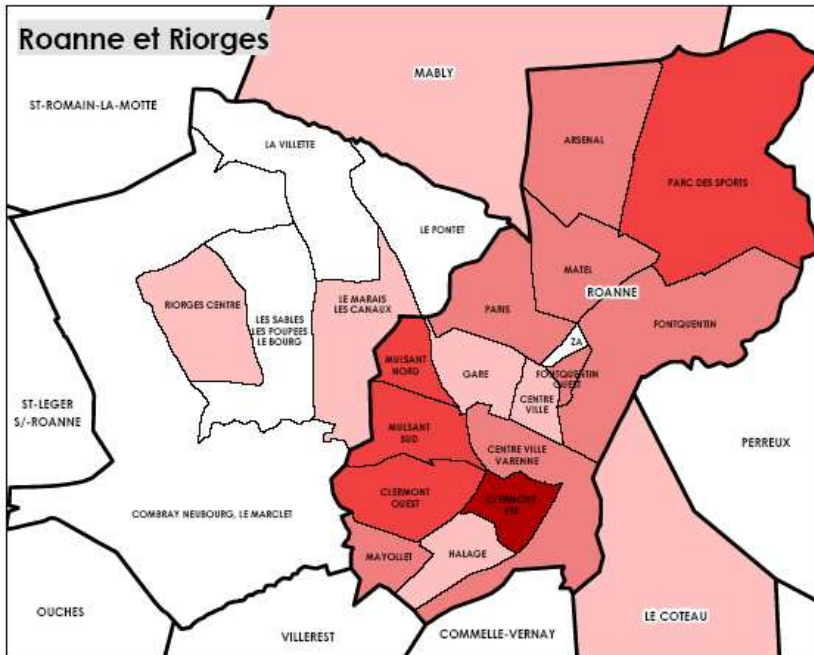 Roanne et Riorges
MABLY
ST-ROMAIN-LA-MOTTE
LA VILLETTE
ARSENAL
PARC DES SPORTS
LE PONTET
MATEL
ROANNE
RIORGES CENTRE
LE MARAIS
LES CANAUX
LES SABLES
LES POUPEES
LE BOURG
PARIS
FONTQUENTIN
ZA
MULSANT
NORD
GARE
FONTQUENTIN
OUEST
CENTRE
VILLE
ST-LEGER
S/-ROANNE
MULSANT
SUD
CENTRE VILLE
VARENNE
PERREUX
CLERMONT
OUEST
CLERMONT
EST
COMBRAY NEUBOURG, LE MARCLET
MAYOLLET
HALAGE
OUCHES
VILLEREST
COMMELLE-VERNAY
LE COTEAU